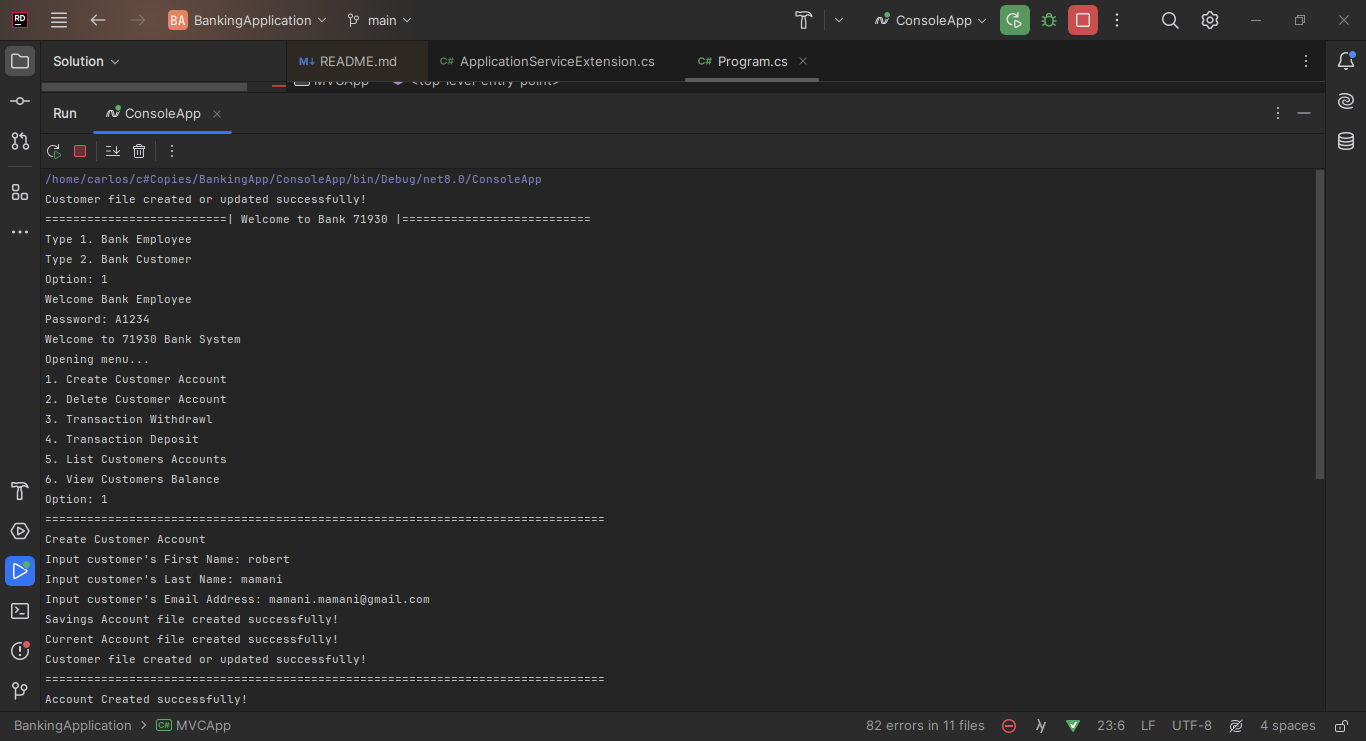 RD
BA BankingApplication main ConsoleApp
Solution
M↓ README.md C# ApplicationServiceExtension.cs C# Program.cs
MVCApp <top-level-entry-point>
Run ConsoleApp
/home/carlos/c#Copies/BankingApp/ConsoleApp/bin/Debug/net8.0/ConsoleApp
Customer file created or updated successfully!
==========================| Welcome to Bank 71930 |===========================
Type 1. Bank Employee
Type 2. Bank Customer
Option: 1
Welcome Bank Employee
Password: A1234
Welcome to 71930 Bank System
Opening menu...
1. Create Customer Account
2. Delete Customer Account
3. Transaction Withdrawl
4. Transaction Deposit
5. List Customers Accounts
6. View Customers Balance
Option: 1
================================================================================
Create Customer Account
Input customer's First Name: robert
Input customer's Last Name: mamani
Input customer's Email Address: mamani.mamani@gmail.com
Savings Account file created successfully!
Current Account file created successfully!
Customer file created or updated successfully!
================================================================================
Account Created successfully!
BankingApplication > C# MVCApp 82 errors in 11 files 23:6 LF UTF-8 4 spaces